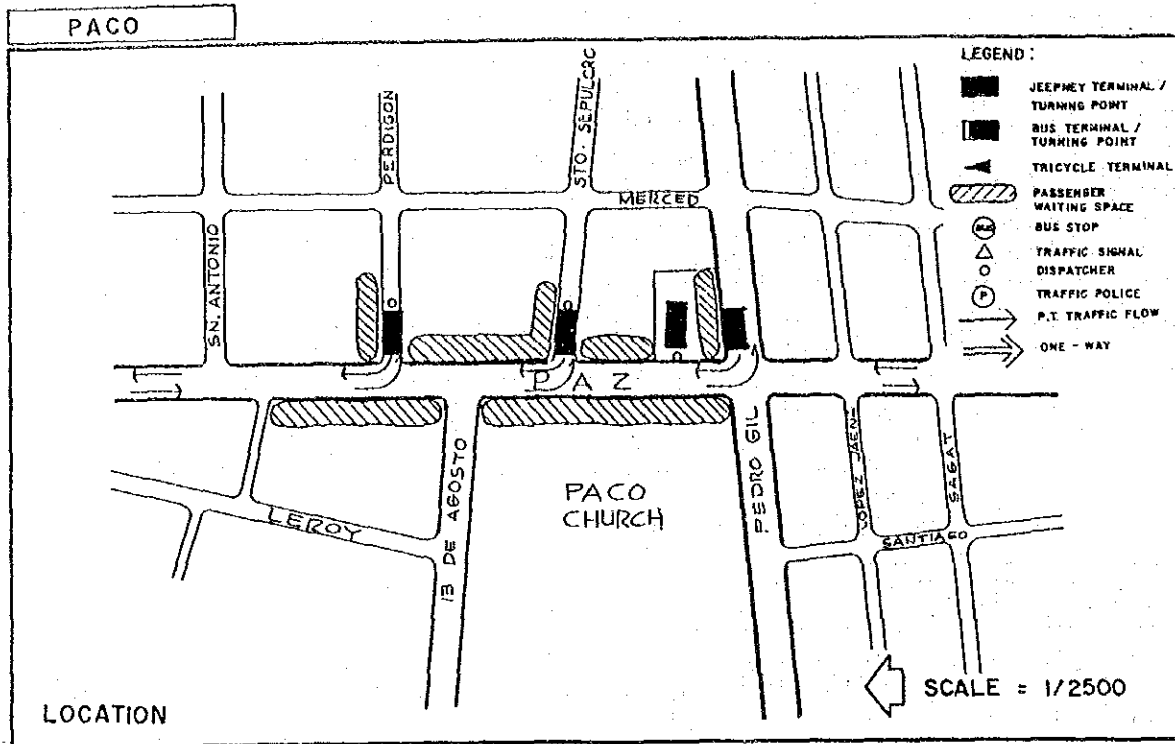 PACO
LEGEND :
JEEPNEY TERMINAL /
TURNING POINT
BUS TERMINAL /
TURNING POINT
TRICYCLE TERMINAL
PASSENGER
WAITING SPACE
BUS
BUS STOP
TRAFFIC SIGNAL
DISPATCHER
P
TRAFFIC POLICE
P.T. TRAFFIC FLOW
ONE - WAY
PERDIGON
STO. SEPULCRO
MERCED
SN. ANTONIO
PAZ
LEROY
13 DE AGOSTO
PACO
CHURCH
PEDRO GIL
LOPEZ JAENE
SAGAT
SANTIAGO
SCALE = 1/2500
LOCATION